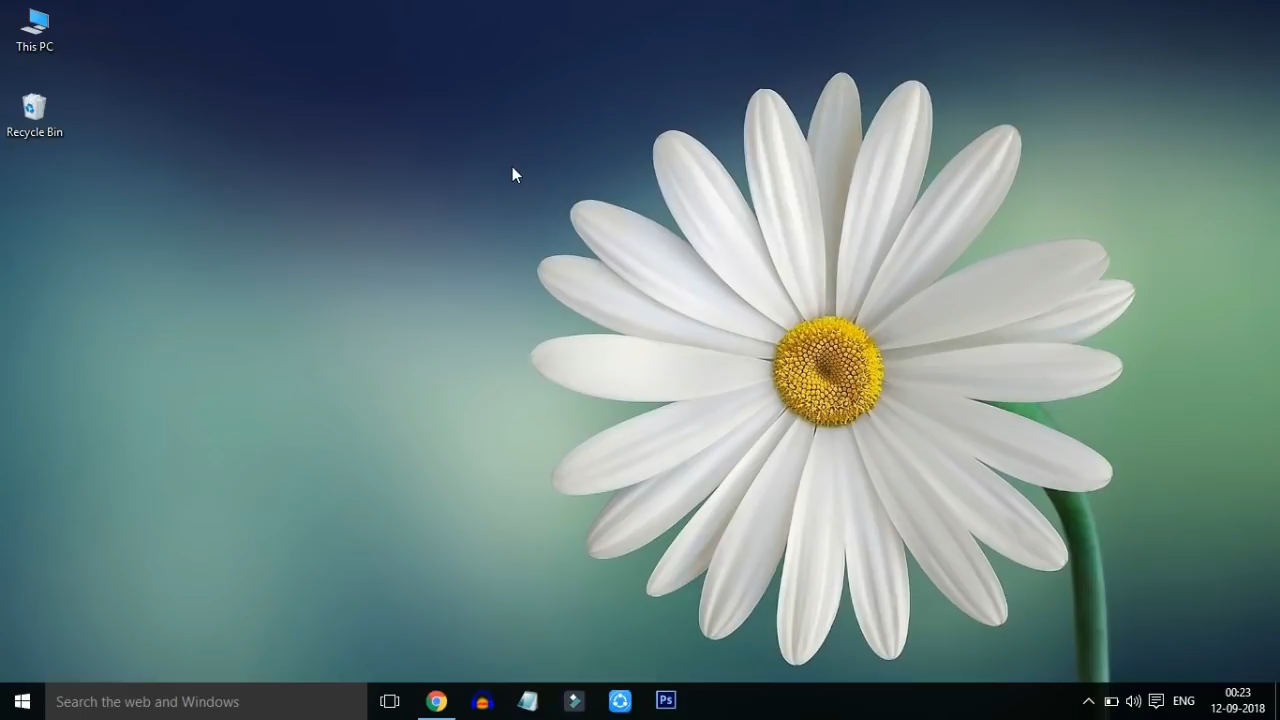 This PC
Recycle Bin
Search the web and Windows
Ps
ENG
00:23
12-09-2018